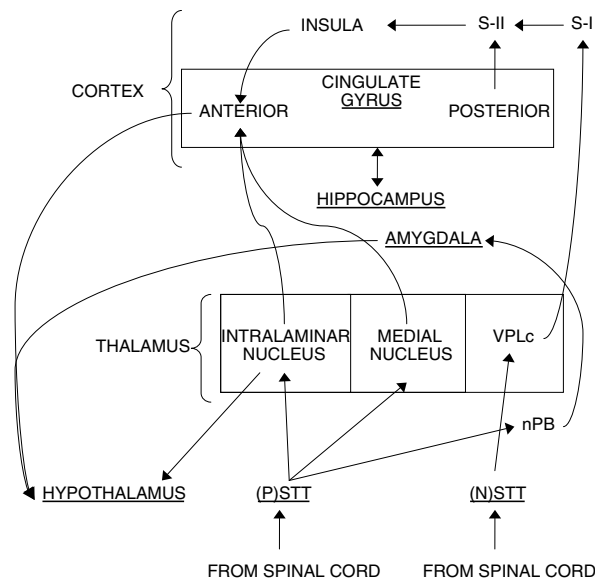 INSULA
S-II
S-I
CORTEX
CINGULATE
GYRUS
ANTERIOR
POSTERIOR
HIPPOCAMPUS
AMYGDALA
THALAMUS
INTRALAMINAR
NUCLEUS
MEDIAL
NUCLEUS
VPLc
nPB
HYPOTHALAMUS
(P)STT
(N)STT
FROM SPINAL CORD
FROM SPINAL CORD